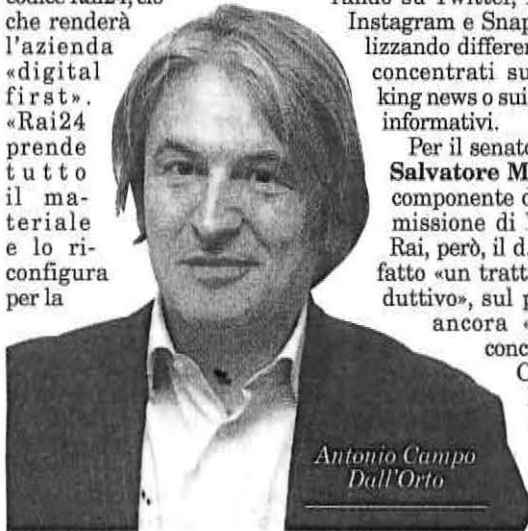 che renderà
l'azienda
«digital
first».
«Rai24
prende
tutto
il ma-
teriale
e lo ri-
configura
per la
Instagram e Snap
lizzando differen
concentrati su
king news o sui
informativi.
Per il senato
Salvatore M
componente d
missione di
Rai, però, il d.
fatto «un tratt
duttivo», sul p
ancora «
conc
C
Antonio Campo
Dall'Orto